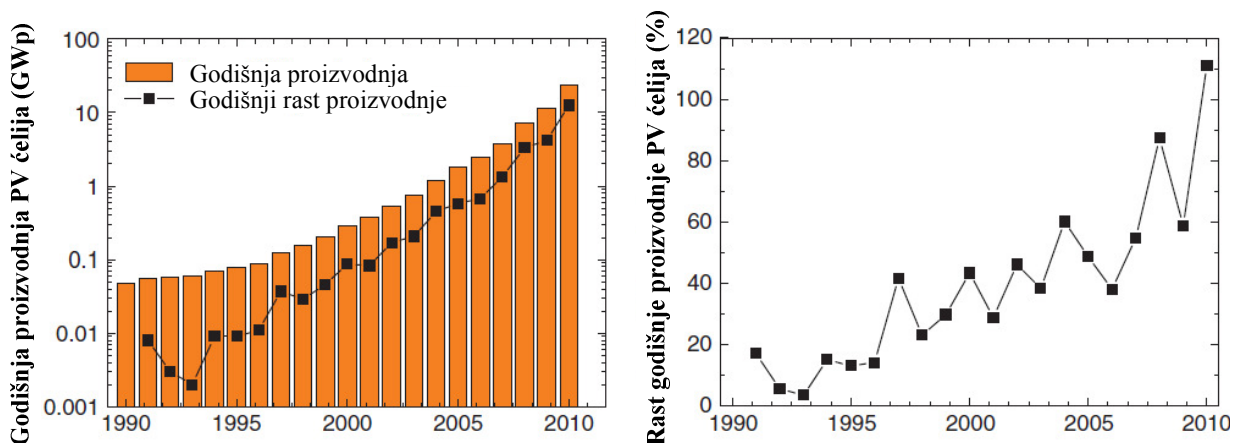 Godišnja proizvodnja PV ćelija (GWp)
100
10
1
0.1
0.01
0.001
Godišnja proizvodnja
Godišnji rast proizvodnje
1990 1995 2000 2005 2010
Rast godišnje proizvodnje PV ćelija (%)
120
100
80
60
40
20
0
1990 1995 2000 2005 2010